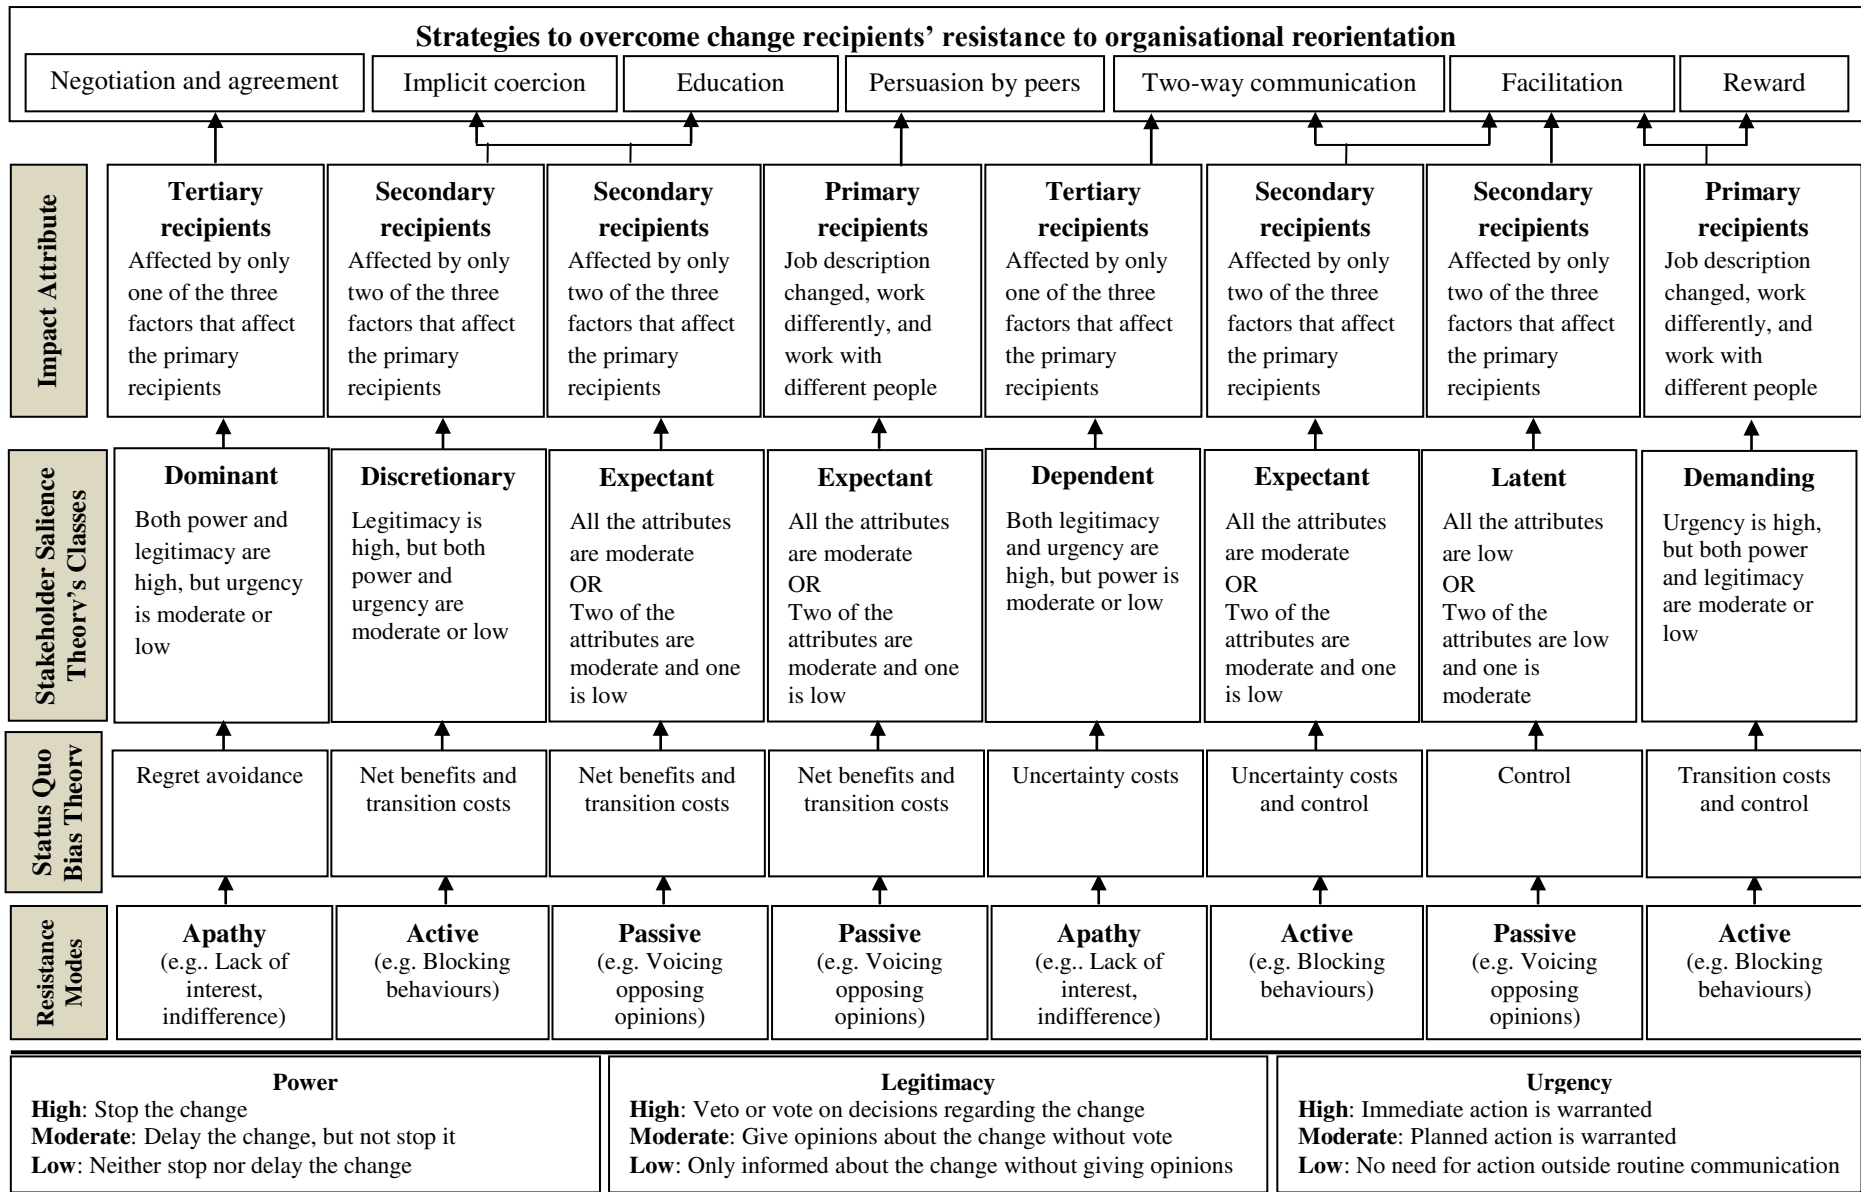 Strategies to overcome change recipients’ resistance to organisational reorientation
Negotiation and agreement
Implicit coercion
Education
Persuasion by peers
Two-way communication
Facilitation
Reward
Impact Attribute
Tertiary
recipients
Affected by only
one of the three
factors that affect
the primary
recipients
Secondary
recipients
Affected by only
two of the three
factors that affect
the primary
recipients
Secondary
recipients
Affected by only
two of the three
factors that affect
the primary
recipients
Primary
recipients
Job description
changed, work
differently, and
work with
different people
Tertiary
recipients
Affected by only
one of the three
factors that affect
the primary
recipients
Secondary
recipients
Affected by only
two of the three
factors that affect
the primary
recipients
Secondary
recipients
Affected by only
two of the three
factors that affect
the primary
recipients
Primary
recipients
Job description
changed, work
differently, and
work with
different people
Stakeholder Salience
Theory’s Classes
Dominant
Both power and
legitimacy are
high, but urgency
is moderate or
low
Discretionary
Legitimacy is
high, but both
power and
urgency are
moderate or low
Expectant
All the attributes
are moderate
OR
Two of the
attributes are
moderate and one
is low
Expectant
All the attributes
are moderate
OR
Two of the
attributes are
moderate and one
is low
Dependent
Both legitimacy
and urgency are
high, but power is
moderate or low
Expectant
All the attributes
are moderate
OR
Two of the
attributes are
moderate and one
is low
Latent
All the attributes
are low
OR
Two of the
attributes are low
and one is
moderate
Demanding
Urgency is high,
but both power
and legitimacy
are moderate or
low
Status Quo
Bias Theory
Regret avoidance
Net benefits and
transition costs
Net benefits and
transition costs
Net benefits and
transition costs
Uncertainty costs
Uncertainty costs
and control
Control
Transition costs
and control
Resistance
Modes
Apathy
(e.g.. Lack of
interest,
indifference)
Active
(e.g. Blocking
behaviours)
Passive
(e.g. Voicing
opposing
opinions)
Passive
(e.g. Voicing
opposing
opinions)
Apathy
(e.g.. Lack of
interest,
indifference)
Active
(e.g. Blocking
behaviours)
Passive
(e.g. Voicing
opposing
opinions)
Active
(e.g. Blocking
behaviours)
Power
High: Stop the change
Moderate: Delay the change, but not stop it
Low: Neither stop nor delay the change
Legitimacy
High: Veto or vote on decisions regarding the change
Moderate: Give opinions about the change without vote
Low: Only informed about the change without giving opinions
Urgency
High: Immediate action is warranted
Moderate: Planned action is warranted
Low: No need for action outside routine communication